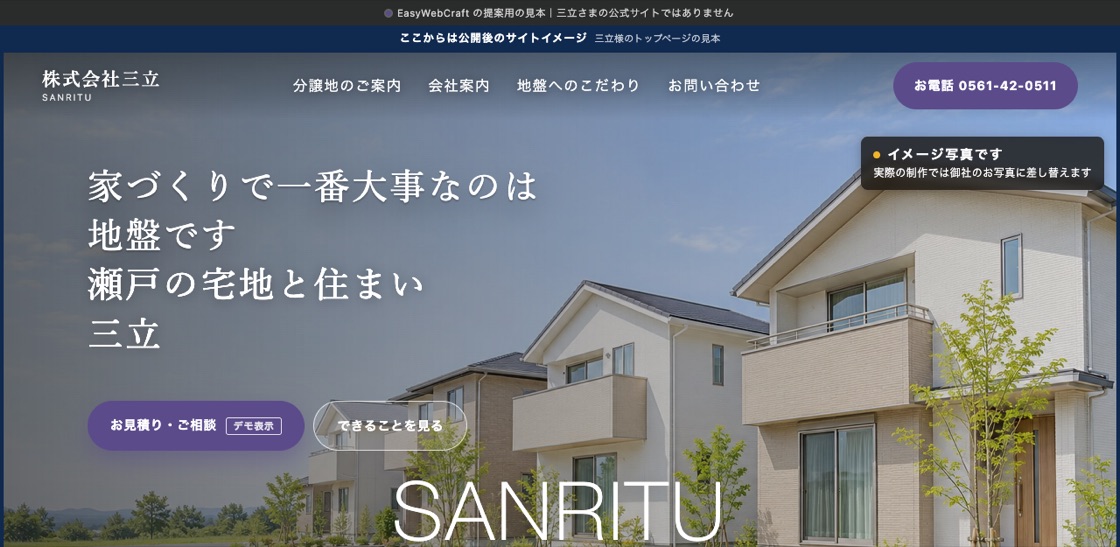 EasyWebCraft の提案用の見本｜三立さまの公式サイトではありません
ここからは公開後のサイトイメージ 三立様のトップページの見本
株式会社三立
SANRITU
分譲地のご案内 会社案内 地盤へのこだわり お問い合わせ
お電話 0561-42-0511
イメージ写真です
実際の制作では御社のお写真に差し替えます
家づくりで一番大事なのは
地盤です
瀬戸の宅地と住まい
三立
お見積り・ご相談 デモ表示 できることを見る
SANRITU